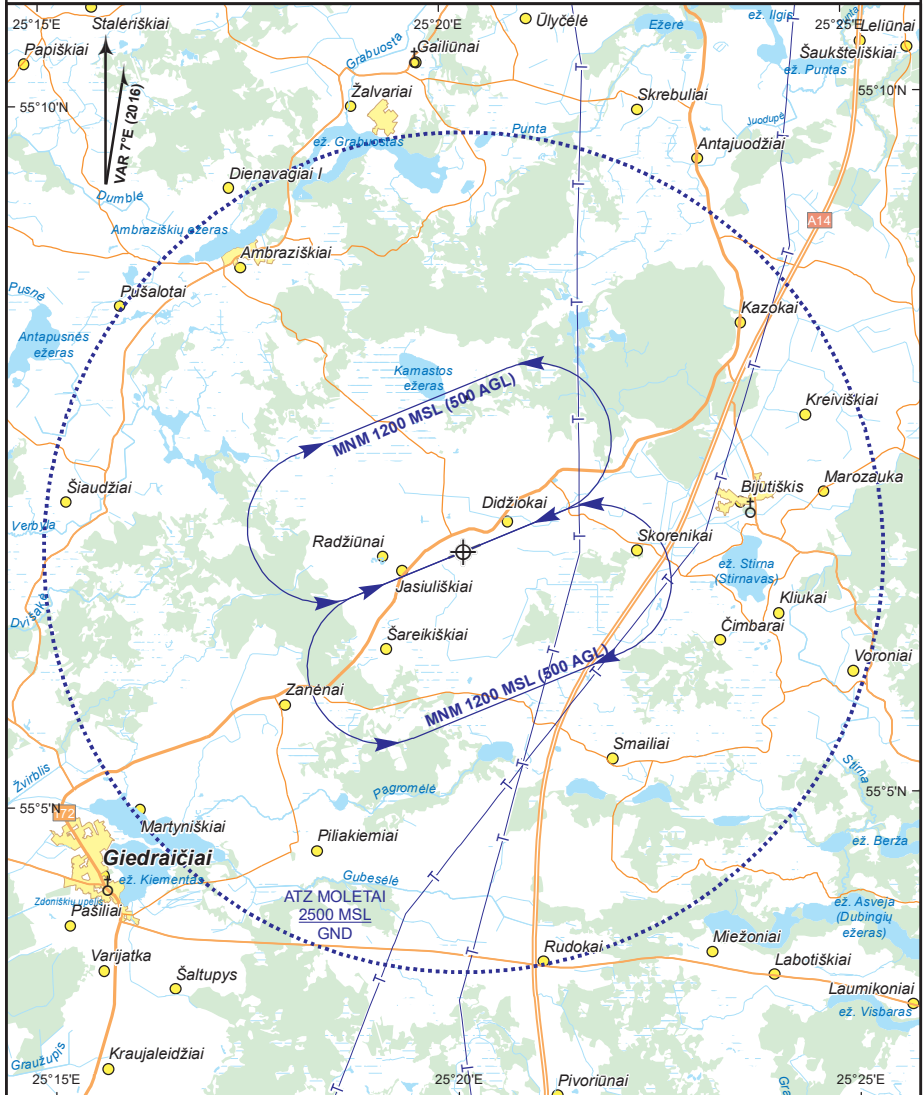 25°15'E
25°20'E
25°25'E
Stalėriškiai
Ūlyčėlė
Ežerė
ež. Ilgis
Leliūnai
Papiškiai
Grabuosta
Gailiūnai
Šaukšteliškiai
ež. Puntas
55°10'N
55°10'N
Žalvariai
Skrebuliai
VAR 7°E (2016)
Juodupė
Punta
ež. Grabuostas
Antajuodžiai
Dienavagiai I
Dumblė
A14
Ambraziškių ežeras
Ambraziškiai
Pusnė
Pušalotai
Kazokai
Antapusnės
ežeras
Kamastos
ežeras
MNM 1200 MSL (500 AGL)
Kreiviškiai
Šiaudžiai
Bijutiškis
Marozauka
Didžiokai
Verbyla
Radžiūnai
Skorenikai
ež. Stirna
(Stirnavas)
Jasiuliškiai
Kliukai
Dvišakė
Čimbarai
Šareikiškiai
Voroniai
MNM 1200 MSL (500 AGL)
Zanėnai
Smailiai
Žvirblis
Stirna
Pagromėlė
55°5'N
55°5'N
172
Martyniškiai
ež. Berža
Piliakiemiai
Giedraičiai
ež. Kiementas
Gubesėlė
ATZ MOLETAI
2500 MSL
GND
Zdoniškių upelis
Pašiliai
ež. Asveja
(Dubingių
ežeras)
Miežoniai
Rudokai
Varijatka
Labotiškiai
Šaltupys
Laumikoniai
ež. Visbaras
Graužupis
Kraujaleidžiai
25°15'E
25°20'E
25°25'E
Pivoriūnai